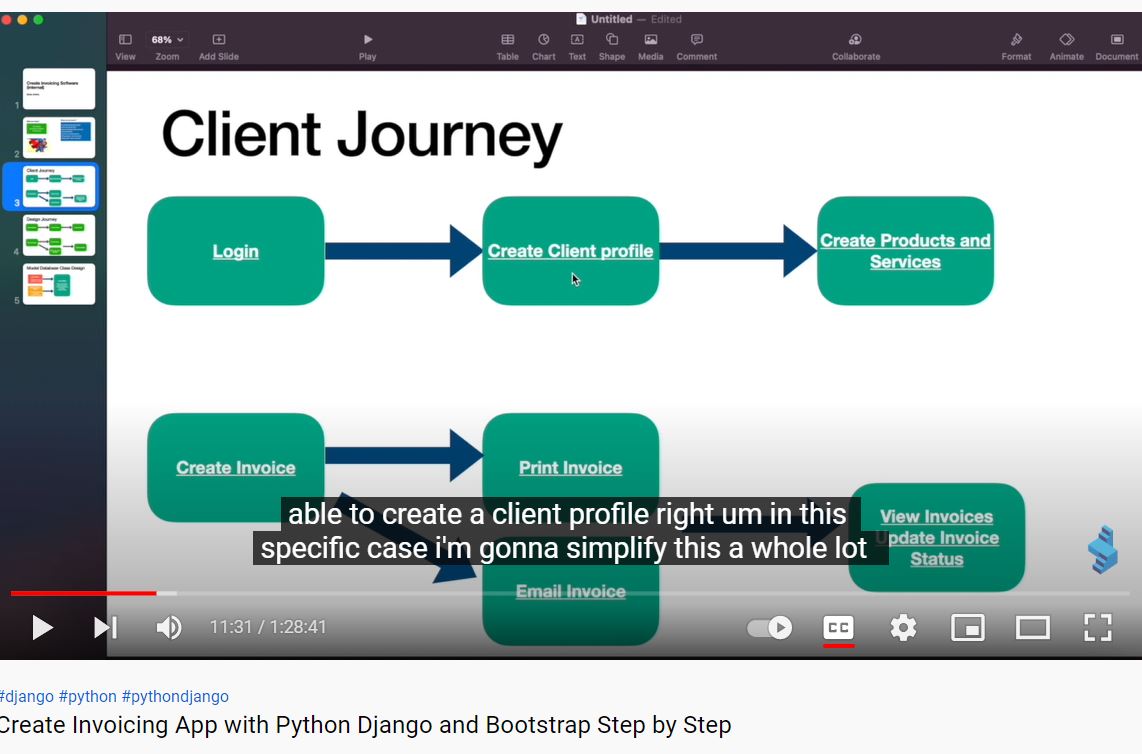 Untitled — Edited
68%
View
Zoom
Add Slide
Play
Table
Chart
Text
Shape
Media
Comment
Collaborate
Format
Animate
Document
Create Invoicing Software
(internal)
1
2
Client Journey
3
Design Journey
4
Model Database Class Design
5
Client Journey
Login
Create Client profile
Create Products and
Services
Create Invoice
Print Invoice
View Invoices
Update Invoice
Status
Email Invoice
able to create a client profile right um in this
specific case i'm gonna simplify this a whole lot
11:31 / 1:28:41
CC
#django #python #pythondjango
Create Invoicing App with Python Django and Bootstrap Step by Step